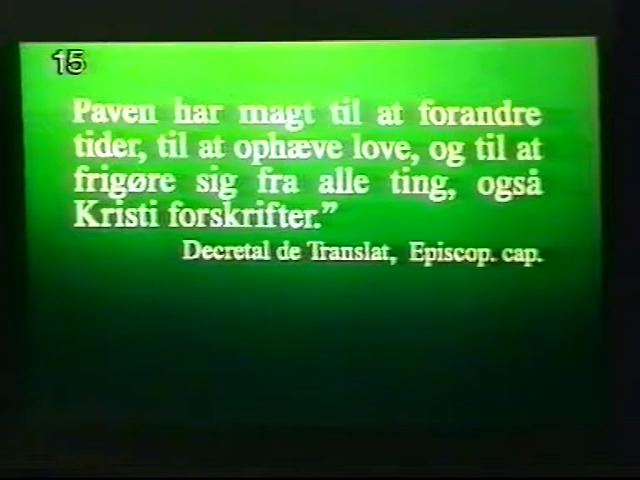 15
Paven har magt til at forandre
tider, til at ophæve love, og til at
frigøre sig fra alle ting, også
Kristi forskrifter.”
Decretal de Translat, Episcop. cap.